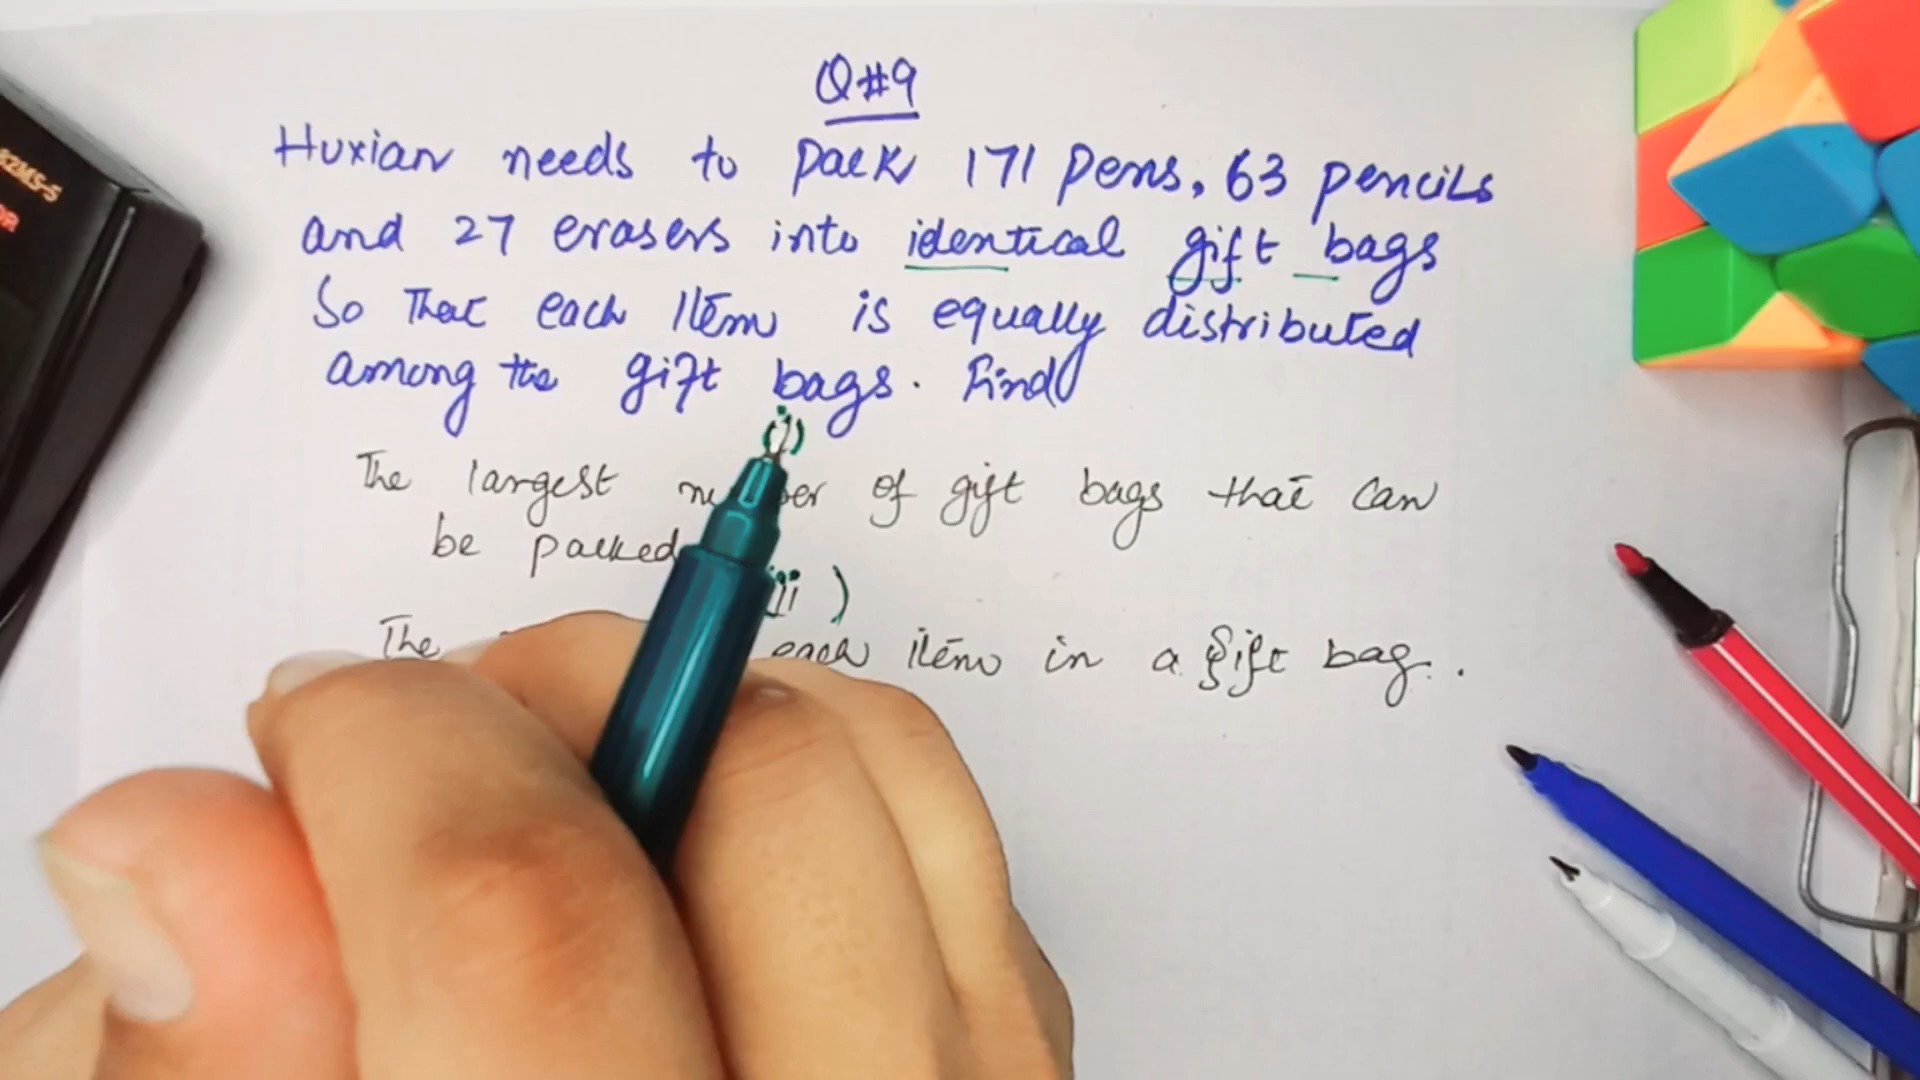 Q#9
Huxian needs to pack 171 pens, 63 pencils
and 27 erasers into identical gift bags
So That each Item is equally distributed
among the gift bags. Find
The largest of gift bags that can
be packed
ii )
The each item in a gift bag.